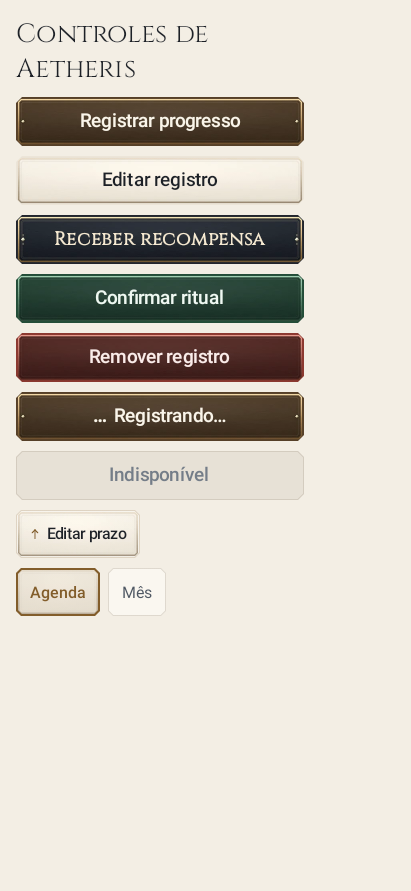 Controles de
Aetheris
Registrar progresso
Editar registro
Receber recompensa
Confirmar ritual
Remover registro
… Registrando…
Indisponível
↑ Editar prazo
Agenda
Mês